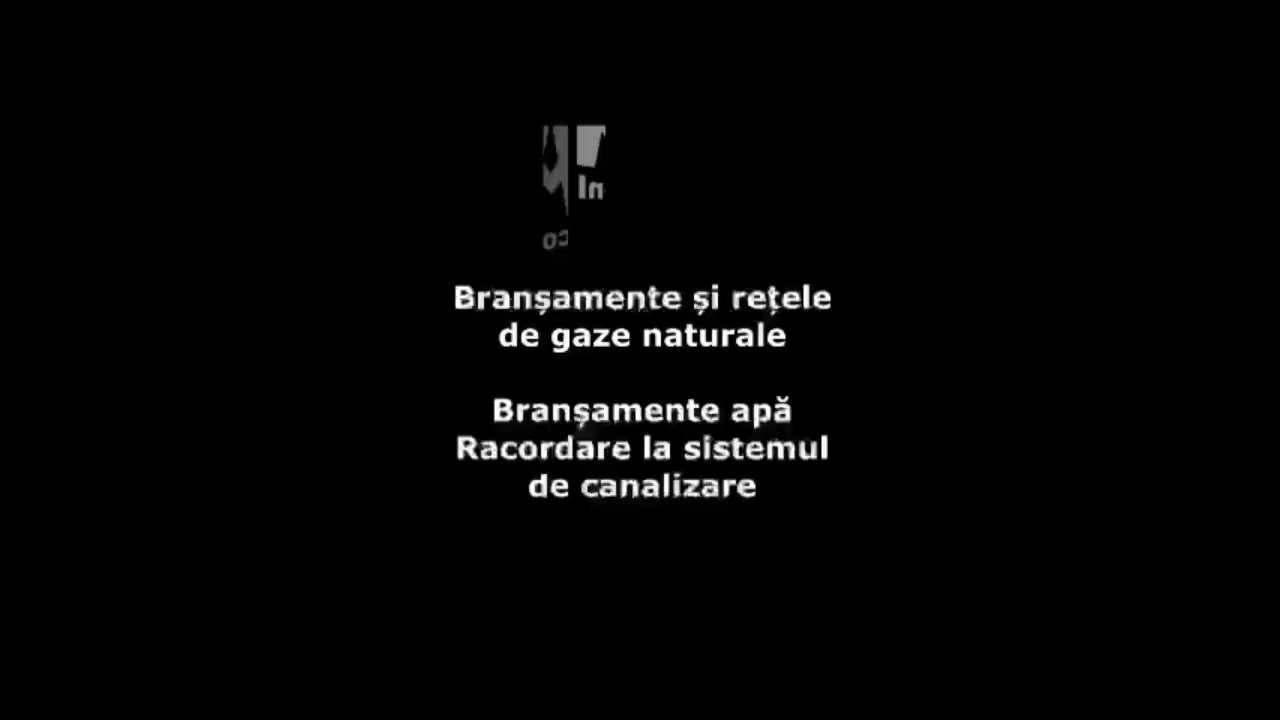 Branșamente și rețele
de gaze naturale
Branșamente apă
Racordare la sistemul
de canalizare